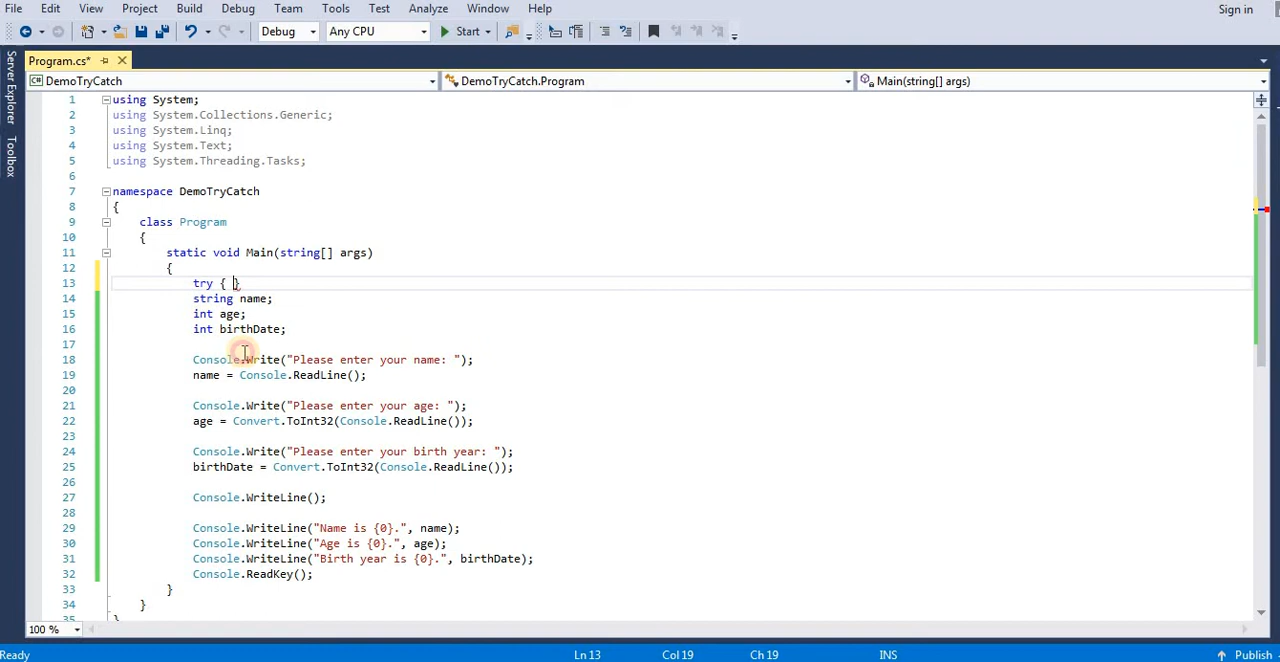 File Edit View Project Build Debug Team Tools Test Analyze Window Help Sign in
Debug Any CPU Start
Program.cs*
DemoTryCatch DemoTryCatch.Program Main(string[] args)
Server Explorer
Toolbox
1 using System;
2 using System.Collections.Generic;
3 using System.Linq;
4 using System.Text;
5 using System.Threading.Tasks;
6
7 namespace DemoTryCatch
8 {
9 class Program
10 {
11 static void Main(string[] args)
12 {
13 try { }
14 string name;
15 int age;
16 int birthDate;
17
18 Console.Write("Please enter your name: ");
19 name = Console.ReadLine();
20
21 Console.Write("Please enter your age: ");
22 age = Convert.ToInt32(Console.ReadLine());
23
24 Console.Write("Please enter your birth year: ");
25 birthDate = Convert.ToInt32(Console.ReadLine());
26
27 Console.WriteLine();
28
29 Console.WriteLine("Name is {0}.", name);
30 Console.WriteLine("Age is {0}.", age);
31 Console.WriteLine("Birth year is {0}.", birthDate);
32 Console.ReadKey();
33 }
34 }
35 }
100 %
Ready Ln 13 Col 19 Ch 19 INS Publish